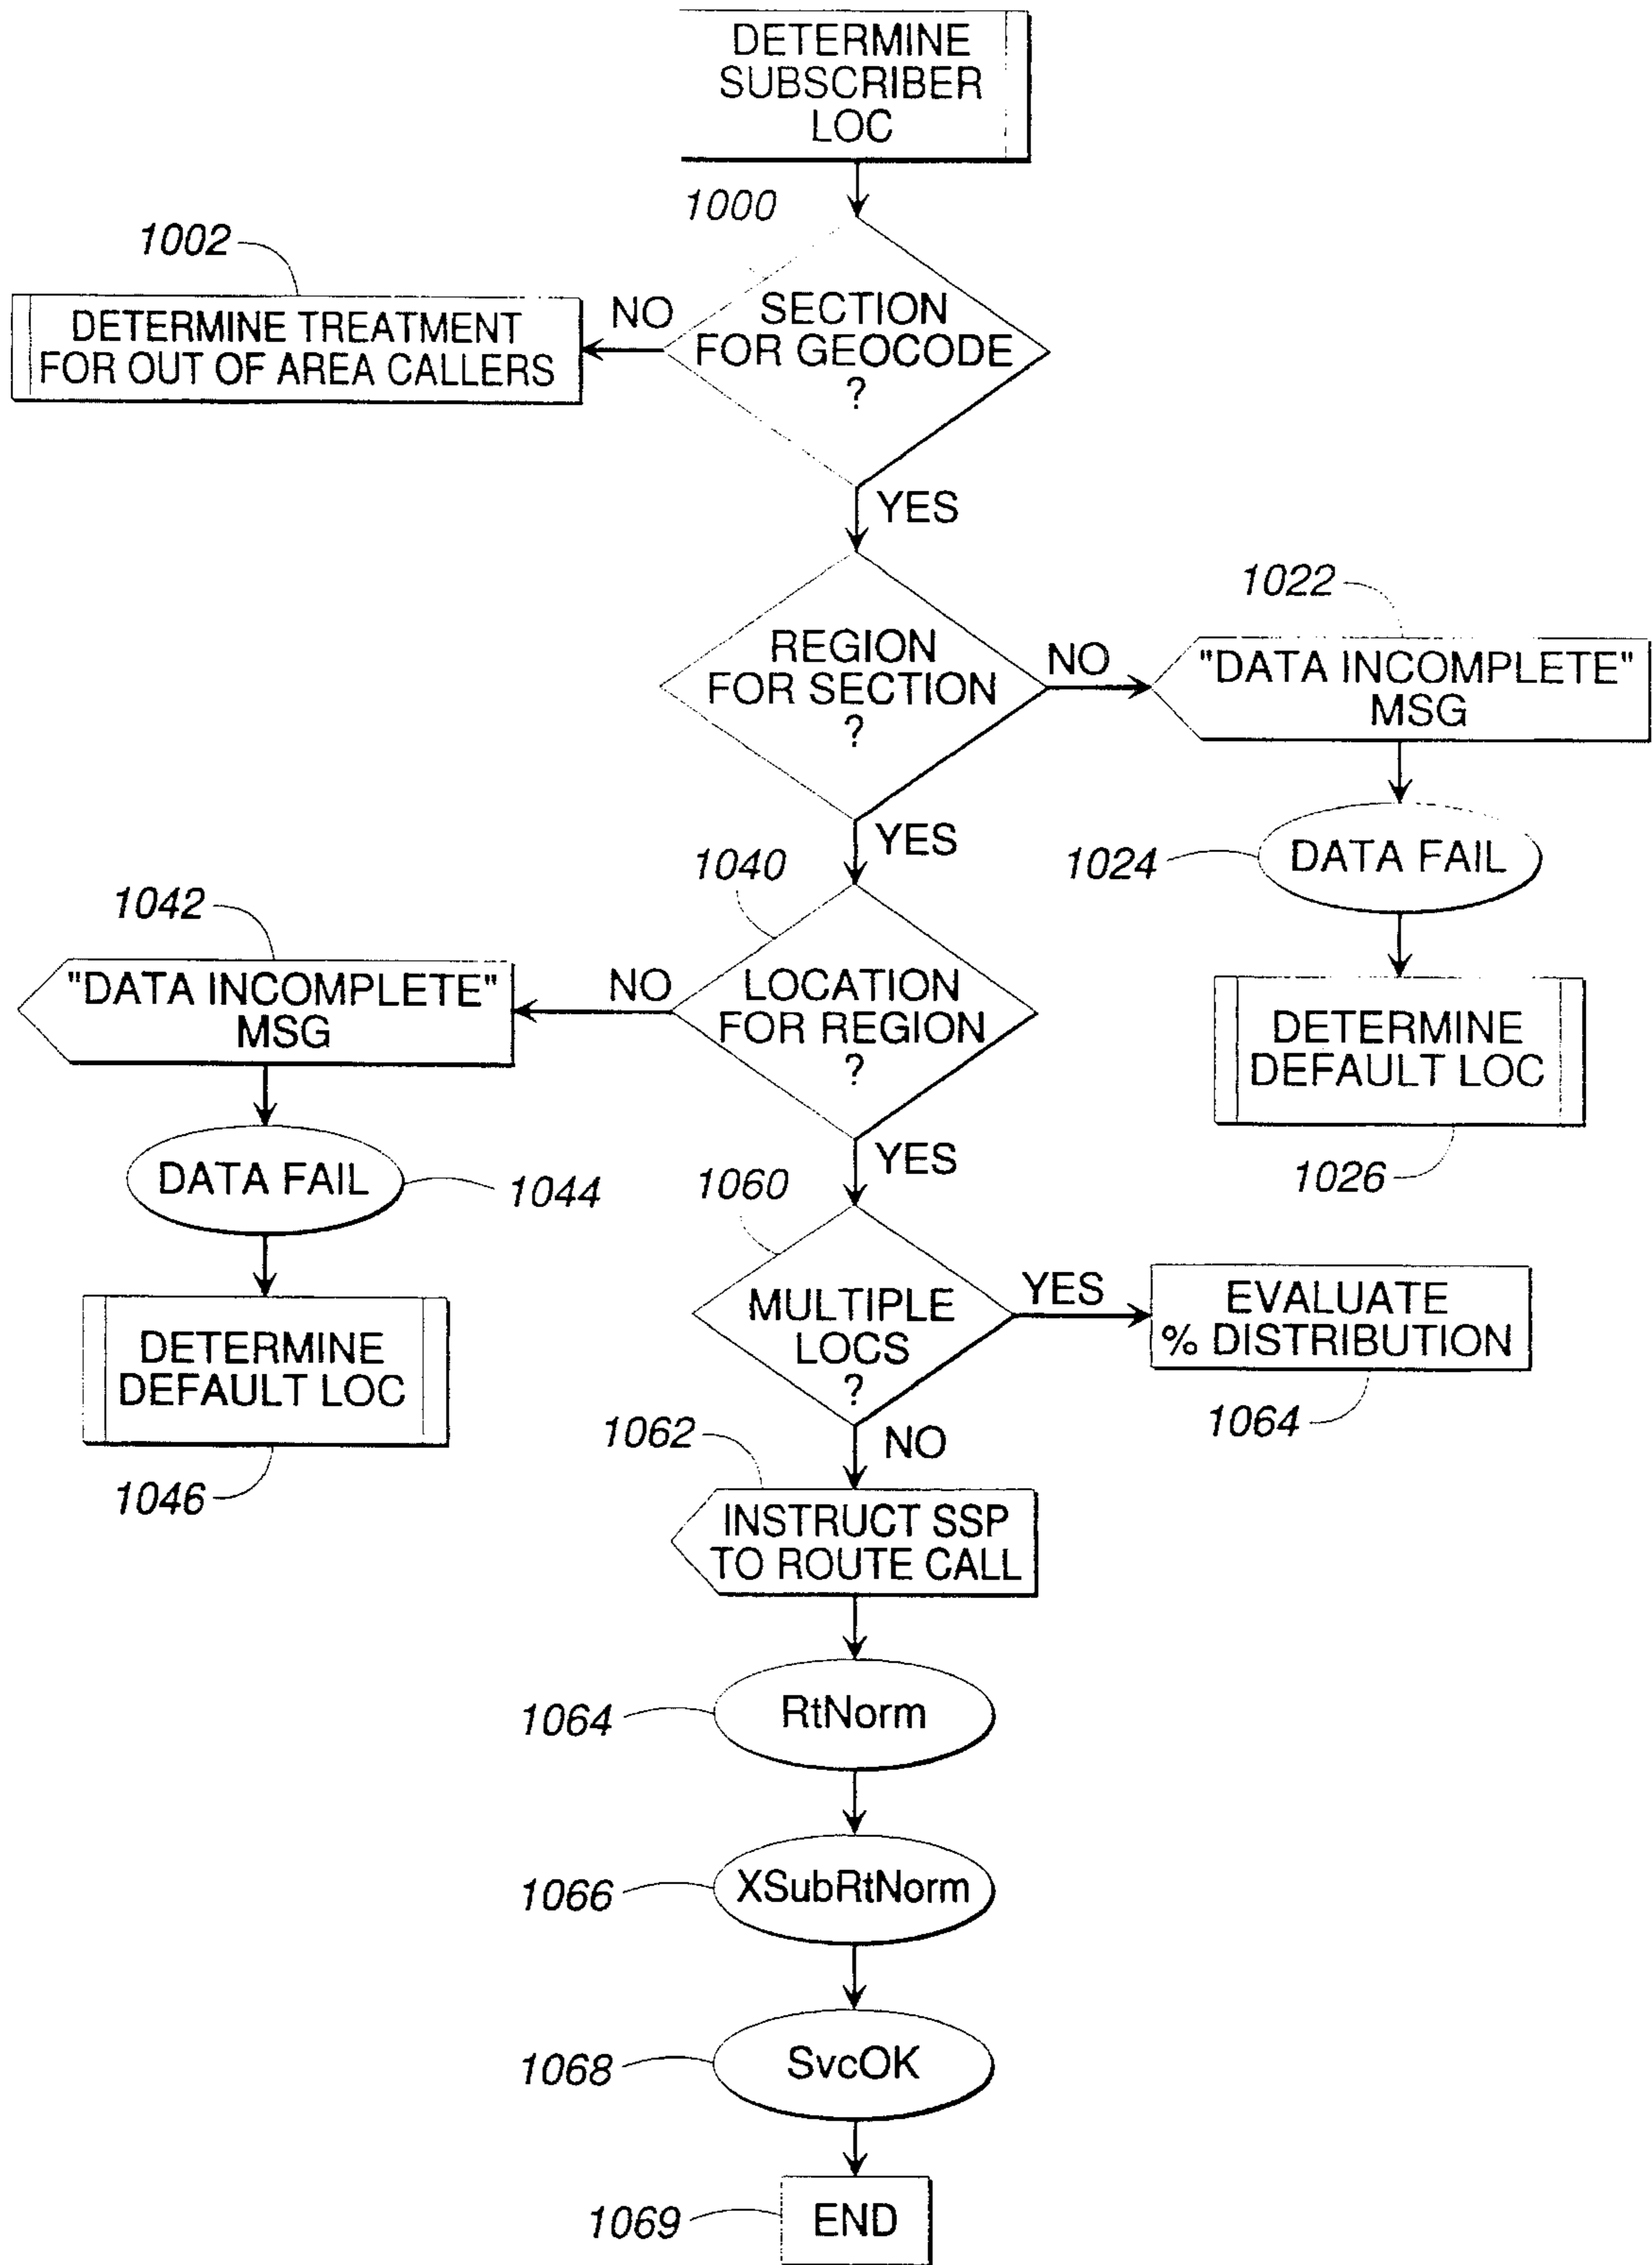 DETERMINE
SUBSCRIBER
LOC
1000
1002
SECTION
FOR GEOCODE
?
NO
DETERMINE TREATMENT
FOR OUT OF AREA CALLERS
YES
1022
REGION
FOR SECTION
?
NO
"DATA INCOMPLETE"
MSG
YES
1024
DATA FAIL
1040
1042
LOCATION
FOR REGION
?
NO
"DATA INCOMPLETE"
MSG
DETERMINE
DEFAULT LOC
1026
YES
DATA FAIL
1044
1060
MULTIPLE
LOCS
?
YES
EVALUATE
% DISTRIBUTION
1064
DETERMINE
DEFAULT LOC
1046
NO
1062
INSTRUCT SSP
TO ROUTE CALL
1064
RtNorm
1066
XSubRtNorm
1068
SvcOK
1069
END